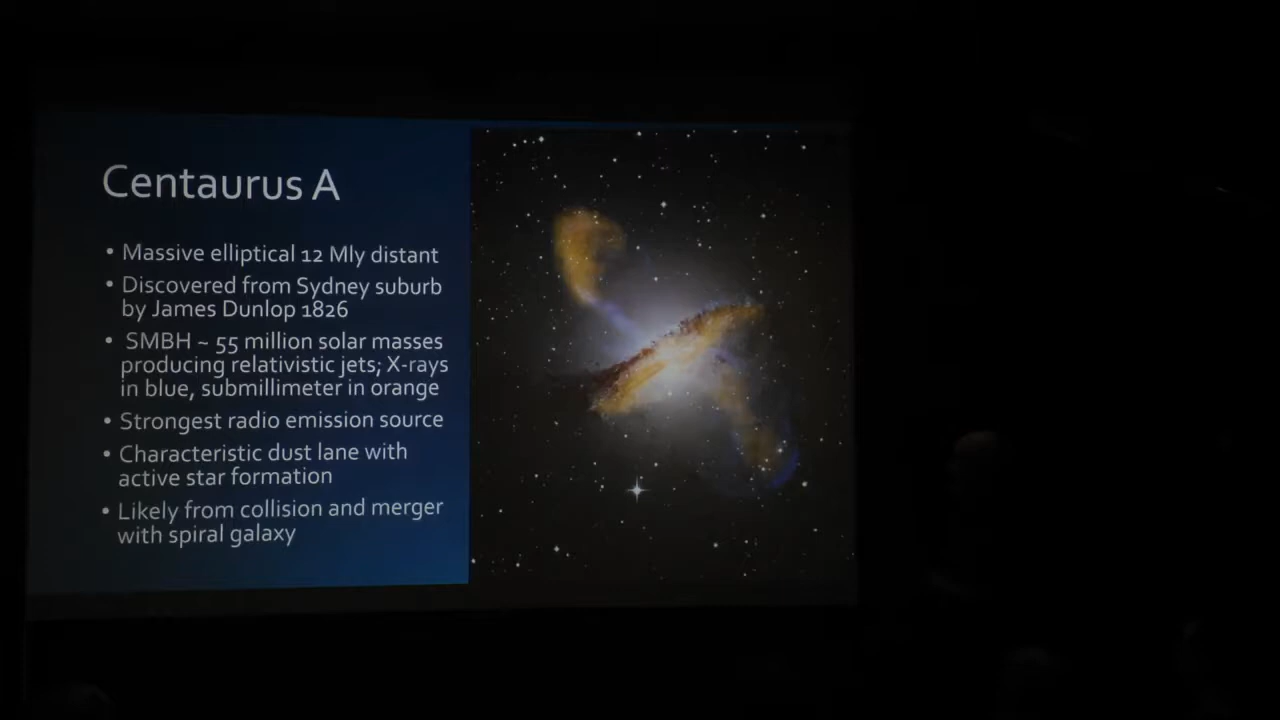 Centaurus A
• Massive elliptical 12 Mly distant
• Discovered from Sydney suburb
by James Dunlop 1826
• SMBH ~ 55 million solar masses
producing relativistic jets; X-rays
in blue, submillimeter in orange
• Strongest radio emission source
• Characteristic dust lane with
active star formation
• Likely from collision and merger
with spiral galaxy